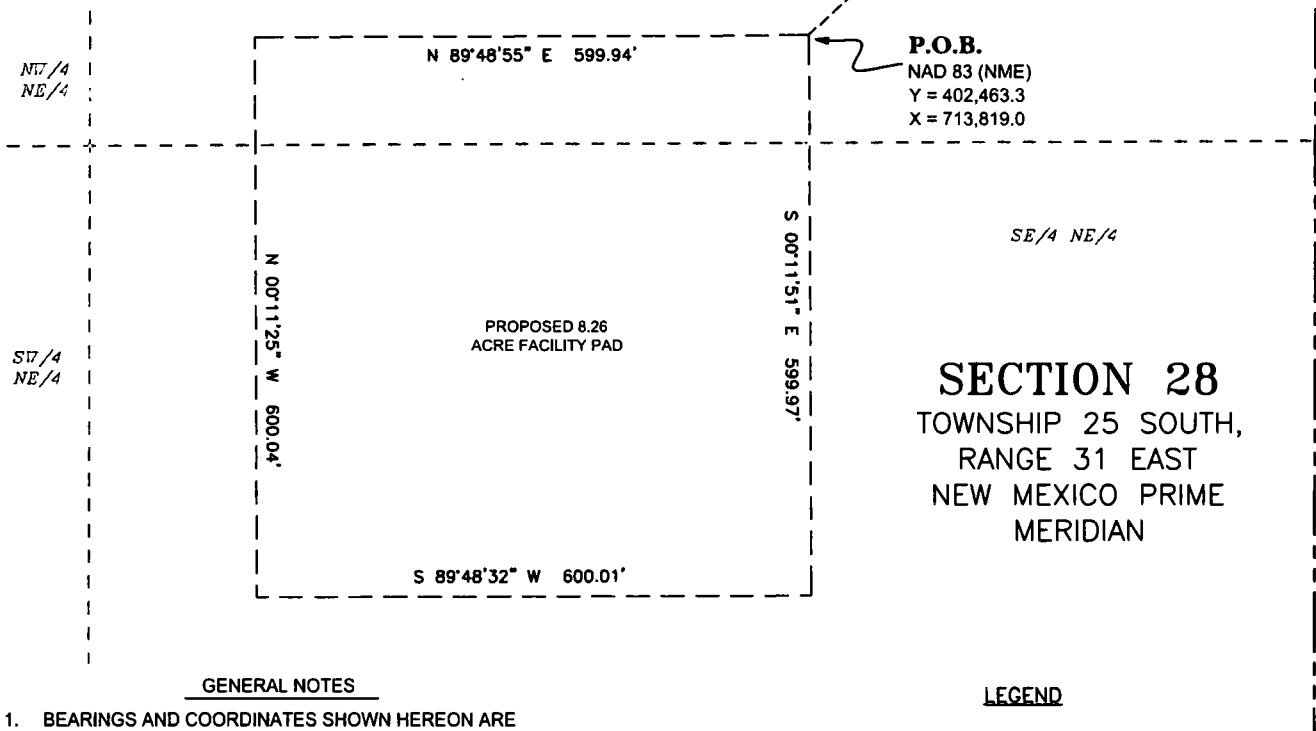 N 89°48'55" E 599.94'
P.O.B.
NAD 83 (NME)
Y = 402,463.3
X = 713,819.0
NW/4
NE/4
S 00°11'51" E 599.97'
SE/4 NE/4
N 00°11'25" W 600.04'
PROPOSED 8.26
ACRE FACILITY PAD
SW/4
NE/4
SECTION 28
TOWNSHIP 25 SOUTH,
RANGE 31 EAST
NEW MEXICO PRIME
MERIDIAN
S 89°48'32" W 600.01'
GENERAL NOTES
LEGEND
1. BEARINGS AND COORDINATES SHOWN HEREON ARE